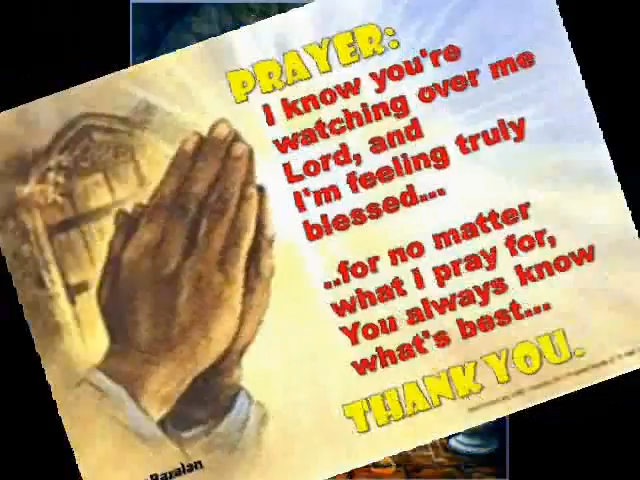 PRAYER:
I know you're
watching over me
Lord, and
I'm feeling truly
blessed...
..for no matter
what I pray for,
You always know
what's best...
THANK YOU.
Bazalan